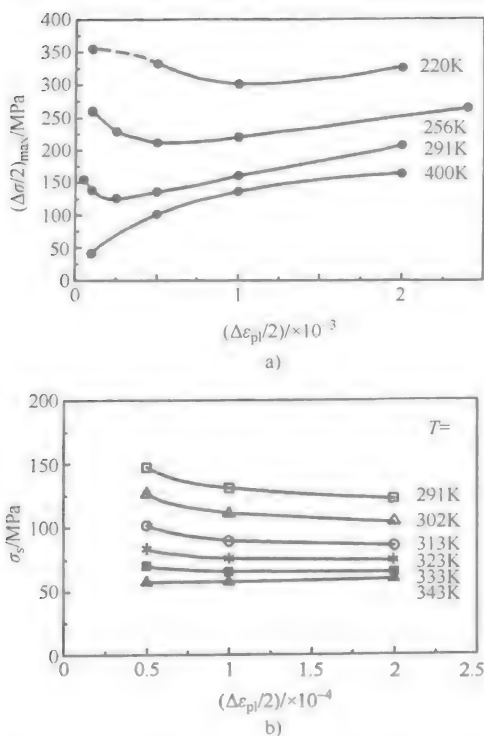 400
350
300
250
200
150
100
50
0
(Δσ/2)max/MPa
220K
256K
291K
400K
0
1
2
(Δεpl/2)/×10⁻³
a)
200
150
100
50
0
σs/MPa
T=
291K
302K
313K
323K
333K
343K
0
0.5
1
1.5
2
2.5
(Δεpl/2)/×10⁻⁴
b)